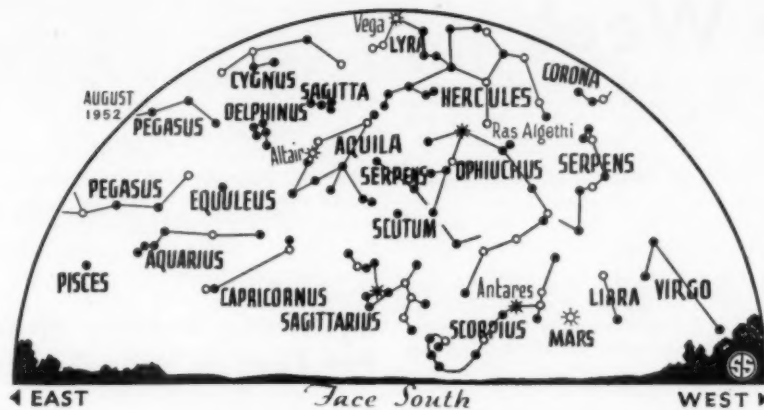 Vega
LYRA
CYGNUS
SAGITTA
HERCULES
CORONA
AUGUST
1952
PEGASUS
DELPHINUS
Altair
AQUILA
Ras Algethi
SERPENS
OPHIUCHUS
SERPENS
PEGASUS
EQUULEUS
SCUTUM
AQUARIUS
PISCES
CAPRICORNUS
SAGITTARIUS
Antares
SCORPIUS
MARS
LIBRA
VIRGO
SS
EAST
Face South
WEST